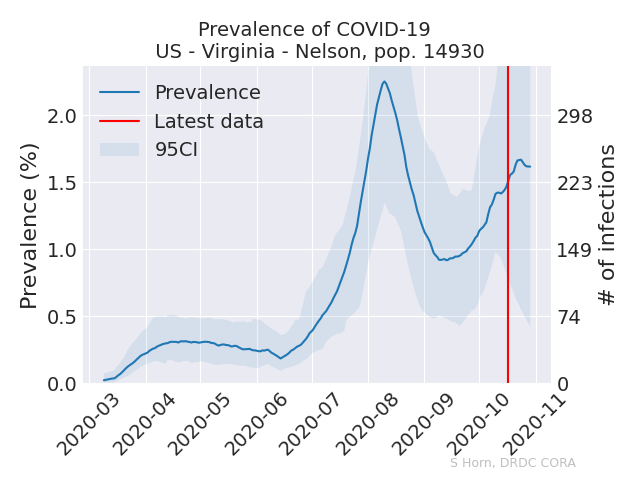 Prevalence of COVID-19
US - Virginia - Nelson, pop. 14930
Prevalence
Latest data
95CI
Prevalence (%)
2.0
1.5
1.0
0.5
0.0
298
223
149
74
0
# of infections
2020-03
2020-04
2020-05
2020-06
2020-07
2020-08
2020-09
2020-10
2020-11
S Horn, DRDC CORA